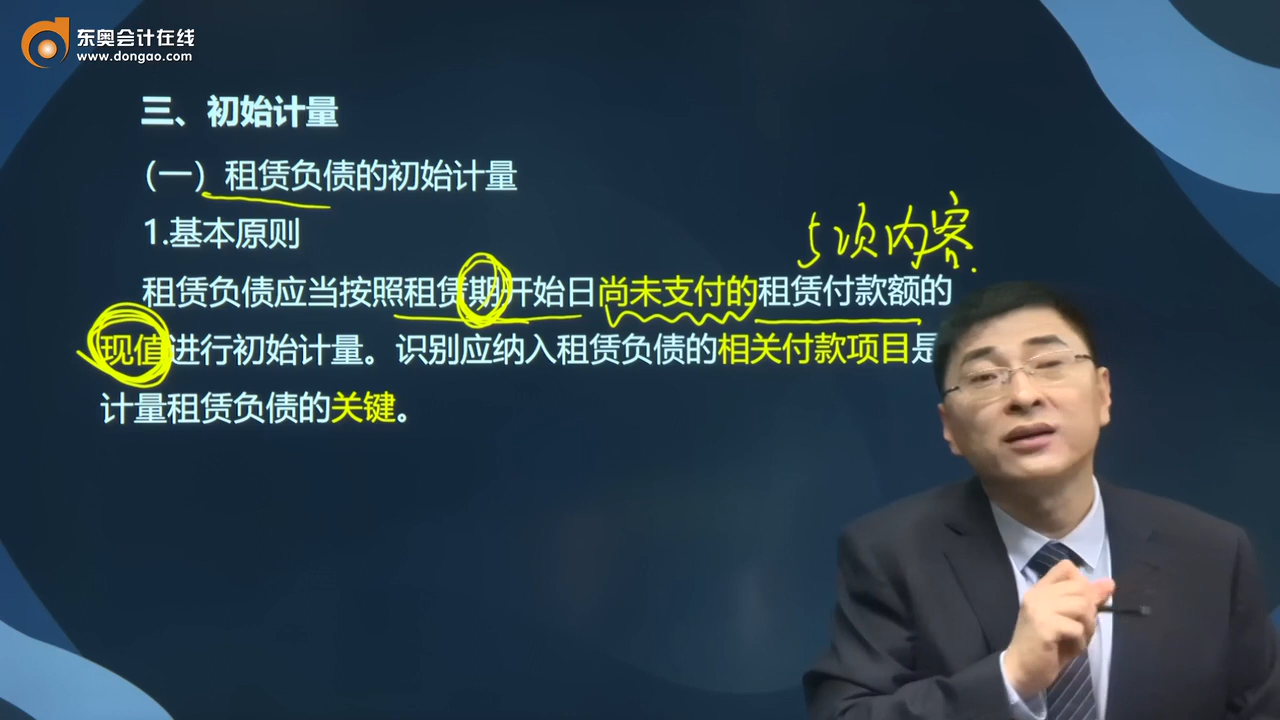 东奥会计在线
www.dongao.com
三、初始计量
（一）租赁负债的初始计量
1.基本原则
5项内容
租赁负债应当按照租赁期开始日尚未支付的租赁付款额的
现值进行初始计量。识别应纳入租赁负债的相关付款项目是
计量租赁负债的关键。